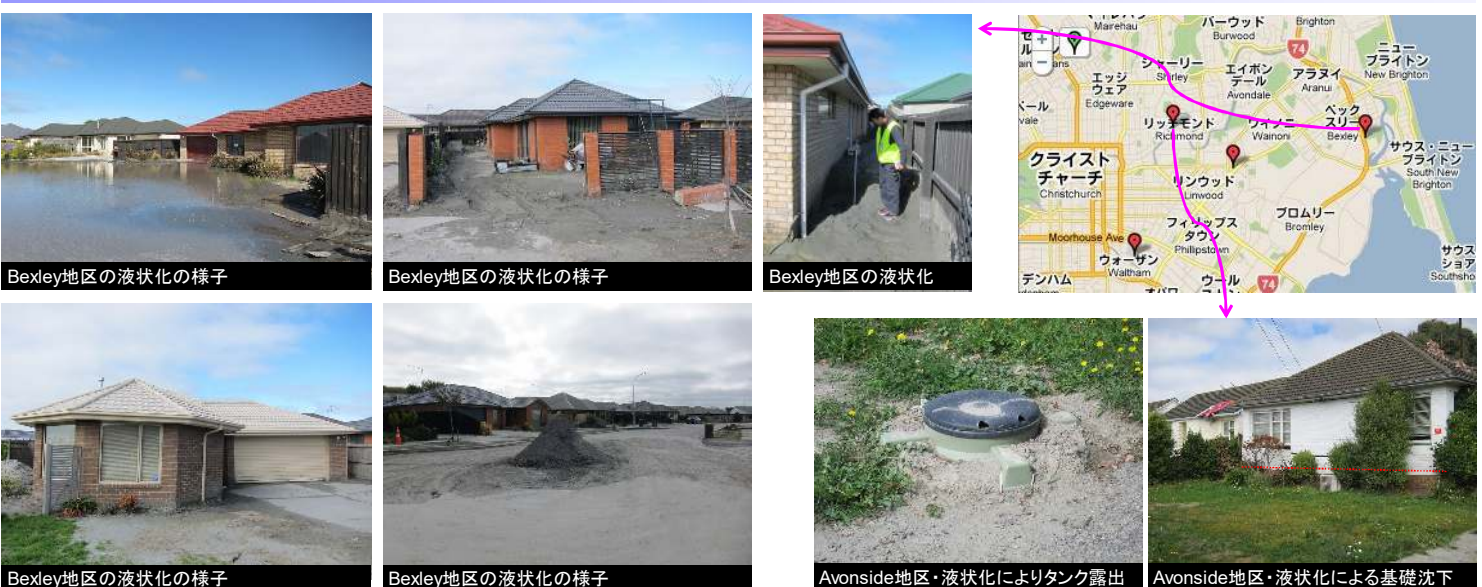 Bexley地区の液状化の様子
Bexley地区の液状化の様子
Bexley地区の液状化
Mairehau
バーウッド
Burwood
Brighton
74
ニュー
ブライトン
New Brighton
シャーリー
Shirley
エイボン
デール
Avondale
アラヌイ
Aranui
エッジ
ウェア
Edgeware
リッチモンド
Richmond
ワイノニ
Wainoni
ベック
スリー
Bexley
サウス・ニュー
ブライトン
South New
Brighton
クライスト
チャーチ
Christchurch
リンウッド
Linwood
ブロムリー
Bromley
フィリップス
タウン
Phillipstown
Moorhouse Ave
ウォーザン
Waltham
デンハム
ウール
74
サウス
ショア
Bexley地区の液状化の様子
Bexley地区の液状化の様子
Avonside地区・液状化によりタンク露出
Avonside地区・液状化による基礎沈下